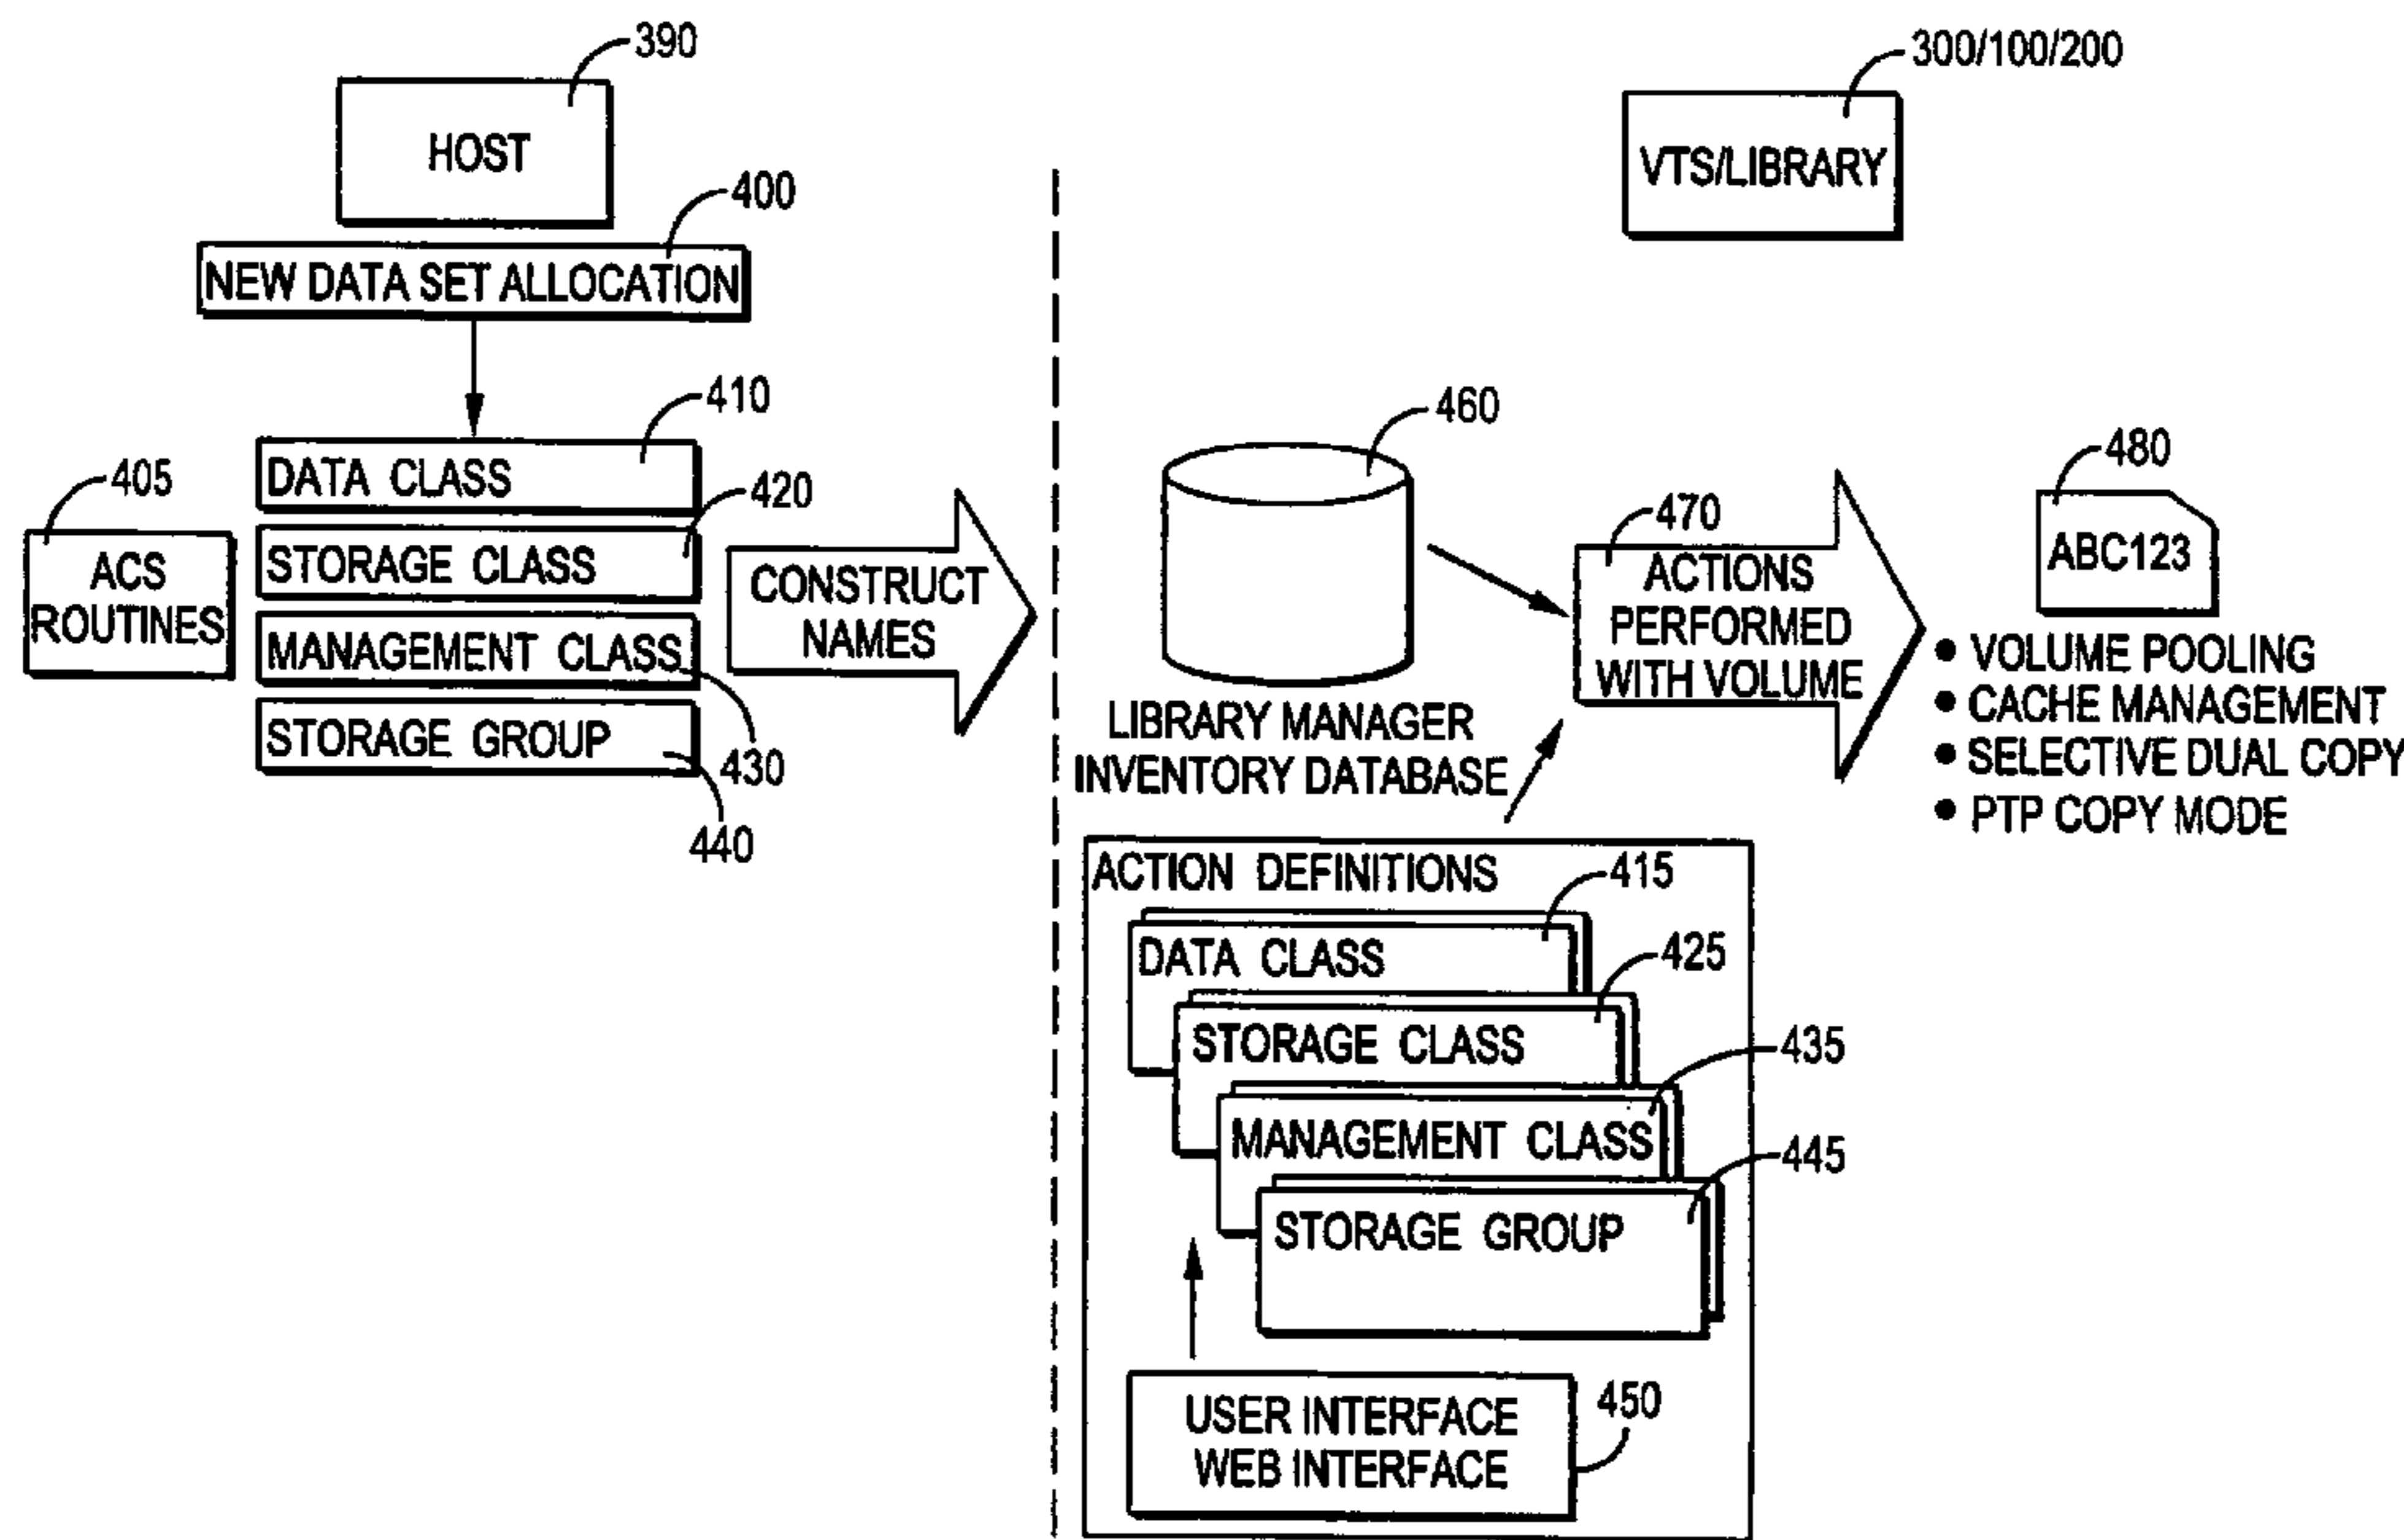 390
HOST
300/100/200
VTS/LIBRARY
400
NEW DATA SET ALLOCATION
410
DATA CLASS
405
ACS
ROUTINES
420
STORAGE CLASS
MANAGEMENT CLASS
430
STORAGE GROUP
440
CONSTRUCT
NAMES
460
LIBRARY MANAGER
INVENTORY DATABASE
470
ACTIONS
PERFORMED
WITH VOLUME
480
ABC123
• VOLUME POOLING
• CACHE MANAGEMENT
• SELECTIVE DUAL COPY
• PTP COPY MODE
ACTION DEFINITIONS
415
DATA CLASS
425
STORAGE CLASS
435
MANAGEMENT CLASS
445
STORAGE GROUP
USER INTERFACE
WEB INTERFACE
450